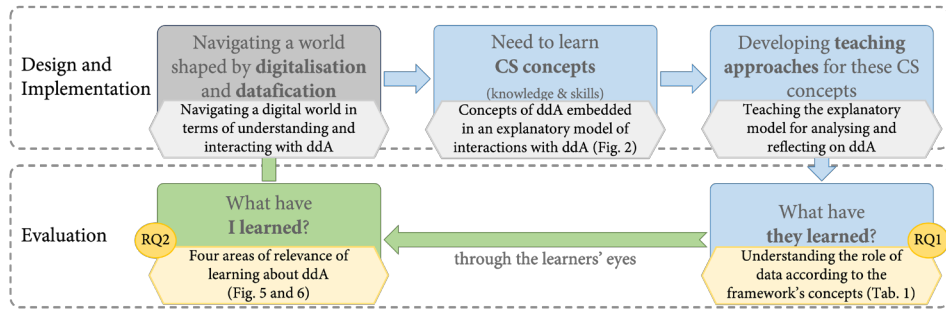 Design and
Implementation
Navigating a world
shaped by digitalisation
and datafication
Navigating a digital world in
terms of understanding and
interacting with ddA
Need to learn
CS concepts
(knowledge & skills)
Concepts of ddA embedded
in an explanatory model of
interactions with ddA (Fig. 2)
Developing teaching
approaches for these CS
concepts
Teaching the explanatory
model for analysing and
reflecting on ddA
Evaluation
RQ2
What have
I learned?
Four areas of relevance of
learning about ddA
(Fig. 5 and 6)
through the learners' eyes
What have
they learned?
RQ1
Understanding the role of
data according to the
framework's concepts (Tab. 1)